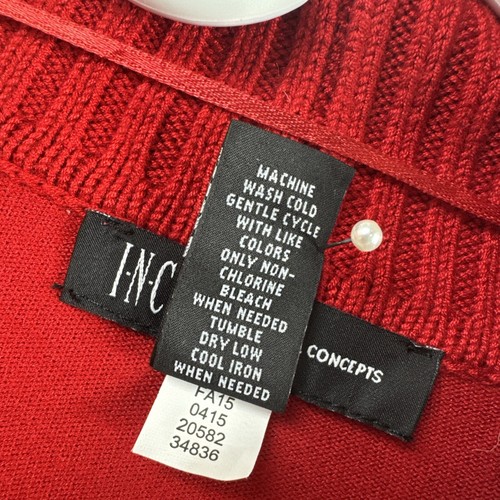 MACHINE
WASH COLD
GENTLE CYCLE
WITH LIKE
COLORS
ONLY NON-
CHLORINE
BLEACH
WHEN NEEDED
TUMBLE
DRY LOW
COOL IRON
WHEN NEEDED
I·N·C
CONCEPTS
FA15
0415
20582
34836